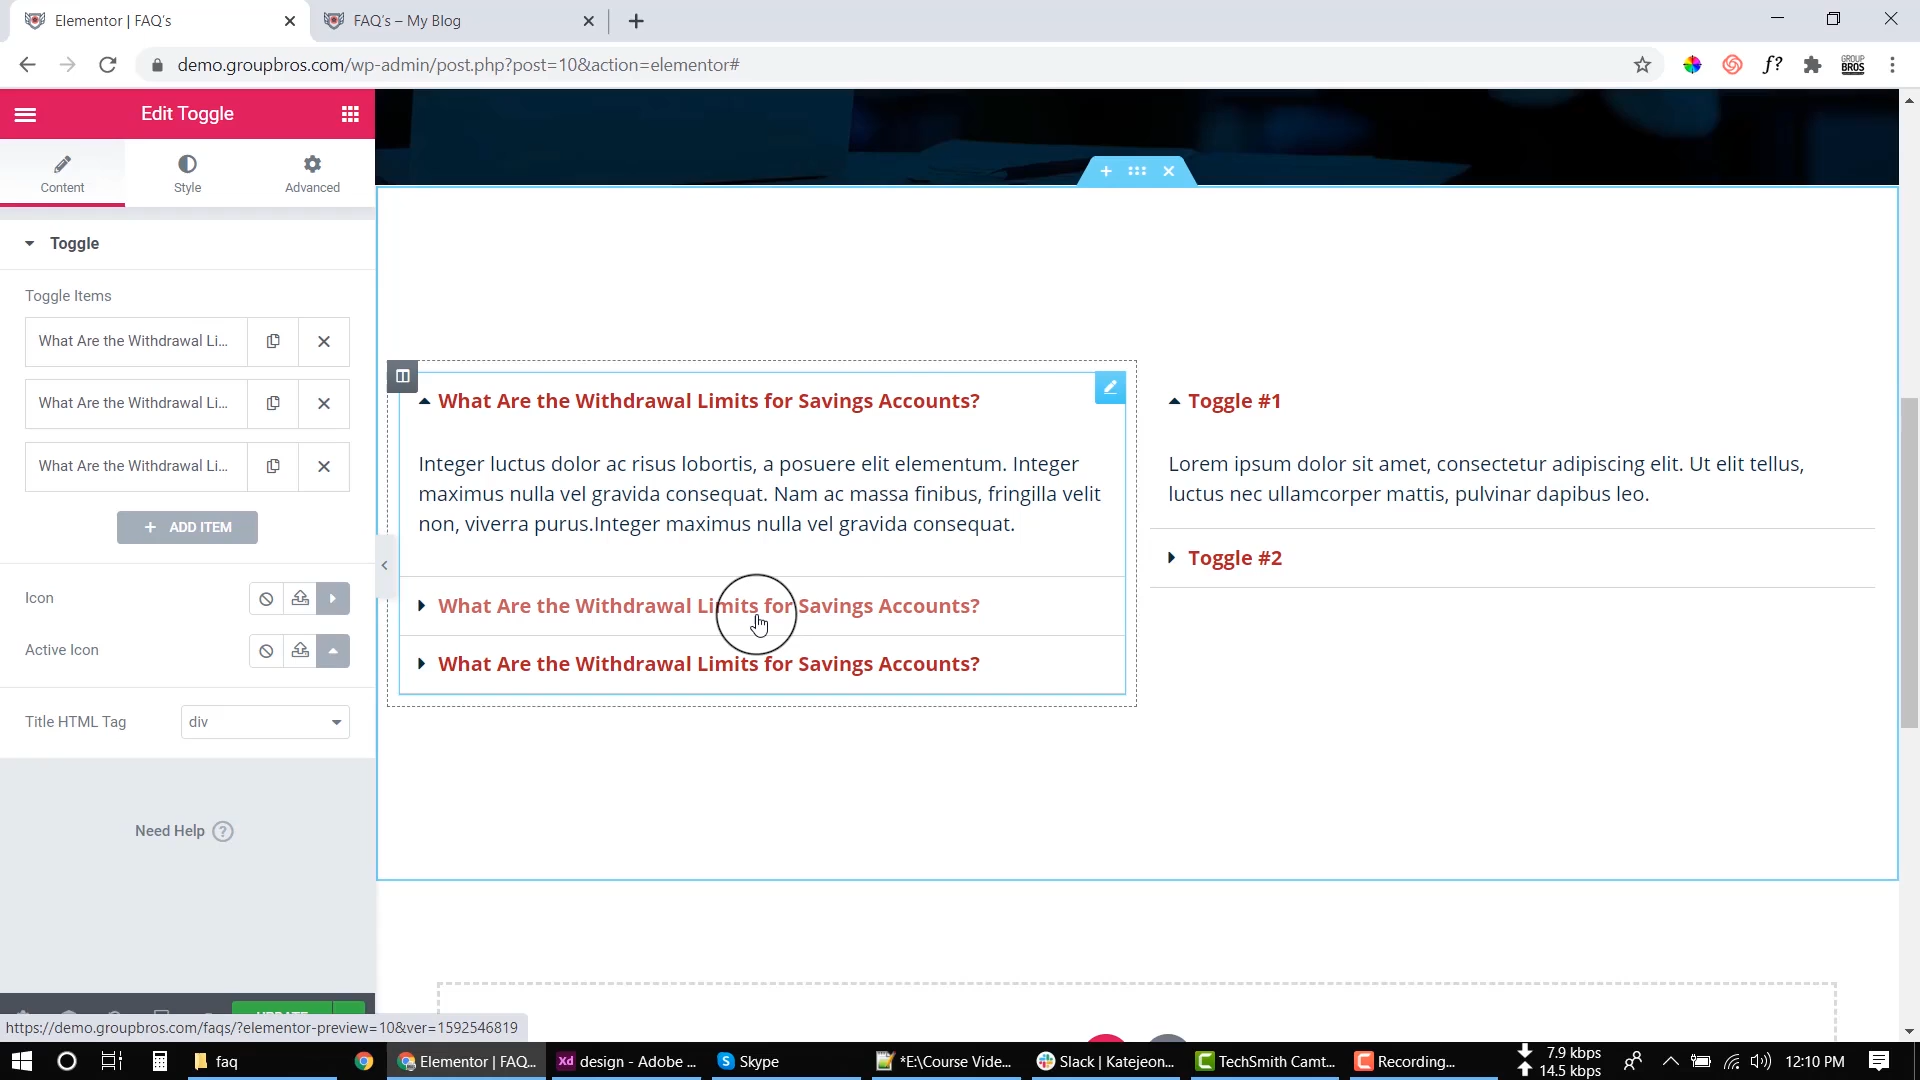 Elementor | FAQ's
FAQ's – My Blog
demo.groupbros.com/wp-admin/post.php?post=10&action=elementor#
f?
GROUP
BROS
Edit Toggle
Content
Style
Advanced
Toggle
Toggle Items
What Are the Withdrawal Li...
What Are the Withdrawal Li...
What Are the Withdrawal Li...
+ ADD ITEM
Icon
Active Icon
Title HTML Tag
div
Need Help ?
What Are the Withdrawal Limits for Savings Accounts?
Integer luctus dolor ac risus lobortis, a posuere elit elementum. Integer
maximus nulla vel gravida consequat. Nam ac massa finibus, fringilla velit
non, viverra purus.Integer maximus nulla vel gravida consequat.
What Are the Withdrawal Limits for Savings Accounts?
What Are the Withdrawal Limits for Savings Accounts?
Toggle #1
Lorem ipsum dolor sit amet, consectetur adipiscing elit. Ut elit tellus,
luctus nec ullamcorper mattis, pulvinar dapibus leo.
Toggle #2
UPDATE
https://demo.groupbros.com/faqs/?elementor-preview=10&ver=1592546819
faq
Elementor | FAQ...
Xd design - Adobe ...
S Skype
*E:\Course Vide...
Slack | Katejeon...
C TechSmith Camt...
C Recording...
7.9 kbps
14.5 kbps
12:10 PM